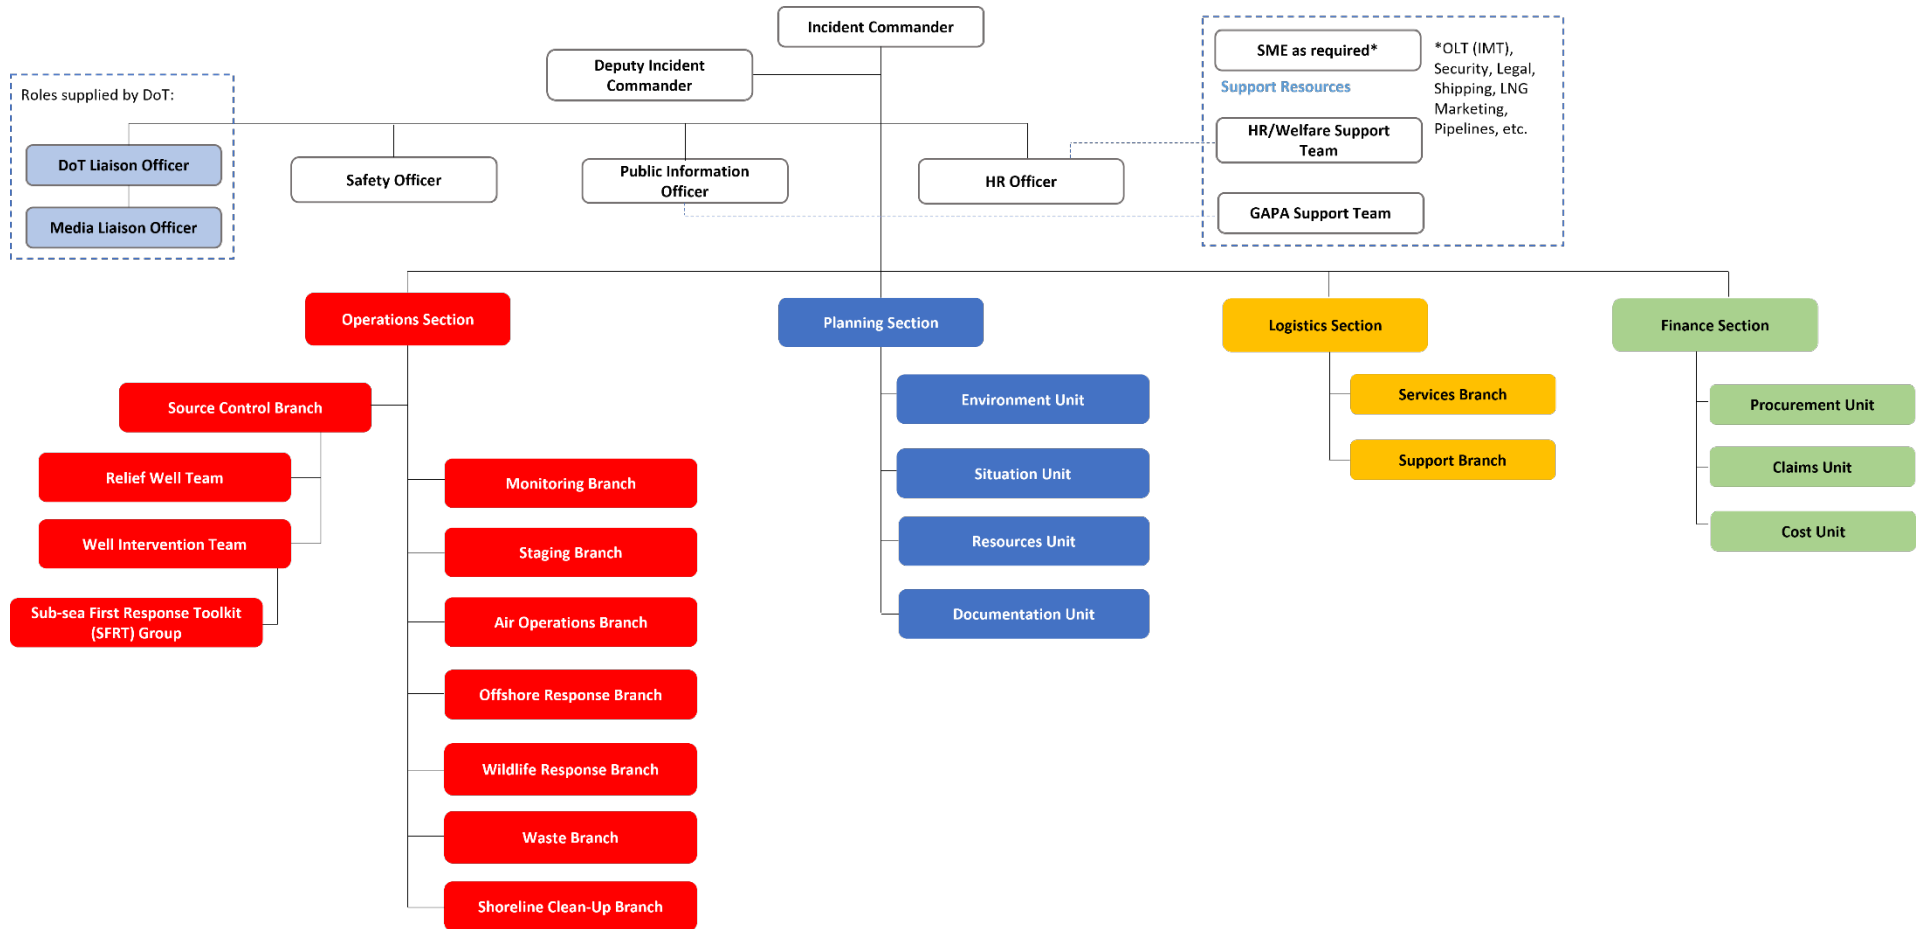 Incident Commander
Deputy Incident
Commander
Roles supplied by DoT:
DoT Liaison Officer
Media Liaison Officer
Safety Officer
Public Information
Officer
HR Officer
SME as required*
Support Resources
HR/Welfare Support
Team
GAPA Support Team
*OLT (IMT),
Security, Legal,
Shipping, LNG
Marketing,
Pipelines, etc.
Operations Section
Source Control Branch
Relief Well Team
Well Intervention Team
Sub-sea First Response Toolkit
(SFRT) Group
Monitoring Branch
Staging Branch
Air Operations Branch
Offshore Response Branch
Wildlife Response Branch
Waste Branch
Shoreline Clean-Up Branch
Planning Section
Environment Unit
Situation Unit
Resources Unit
Documentation Unit
Logistics Section
Services Branch
Support Branch
Finance Section
Procurement Unit
Claims Unit
Cost Unit